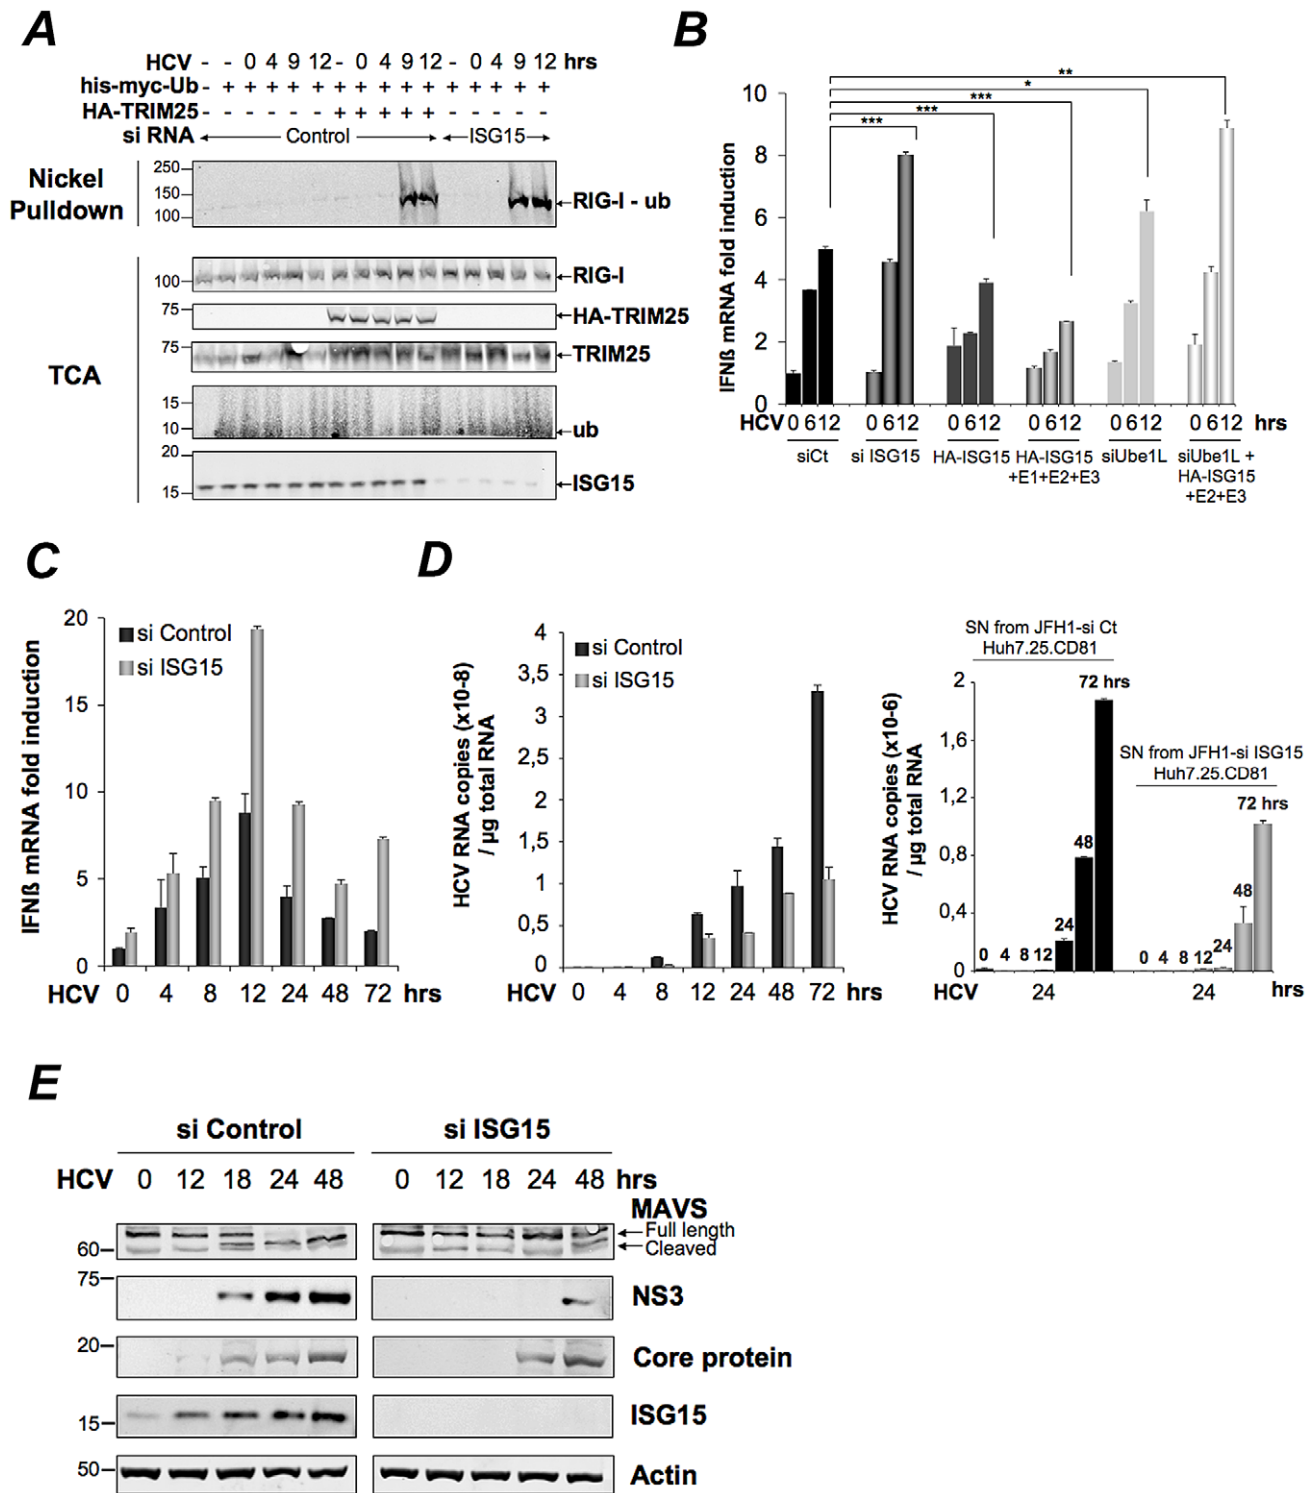 A
HCV - - 0 4 9 12 - 0 4 9 12 - 0 4 9 12 hrs
his-myc-Ub - + + + + + + + + + + + + + + +
HA-TRIM25 + + + + +
si RNA Control ISG15
Nickel
Pulldown
250
150
100
RIG-I - ub
TCA
100
RIG-I
75
HA-TRIM25
75
TRIM25
15
10
ub
20
15
ISG15
B
IFNß mRNA fold induction
10
8
6
4
2
0
**
*
***
***
***
HCV 0 6 12 0 6 12 0 6 12 0 6 12 0 6 12 0 6 12 hrs
siCt
si ISG15
HA-ISG15
HA-ISG15
+E1+E2+E3
siUbe1L
siUbe1L +
HA-ISG15
+E2+E3
C
IFNß mRNA fold induction
20
15
10
5
0
si Control
si ISG15
HCV 0 4 8 12 24 48 72 hrs
D
HCV RNA copies (x10-8)
/ µg total RNA
4
3,5
3
2,5
2
1,5
1
0,5
0
si Control
si ISG15
HCV 0 4 8 12 24 48 72 hrs
HCV RNA copies (x10-6)
/ µg total RNA
2
1,6
1,2
0,8
0,4
0
SN from JFH1-si Ct
Huh7.25.CD81
72 hrs
48
24
0 4 8 12
SN from JFH1-si ISG15
Huh7.25.CD81
72 hrs
48
24
0 4 8 12
HCV 24 24 hrs
E
si Control si ISG15
HCV 0 12 18 24 48 0 12 18 24 48 hrs
MAVS
Full length
Cleaved
60
75
NS3
20
Core protein
15
ISG15
50
Actin